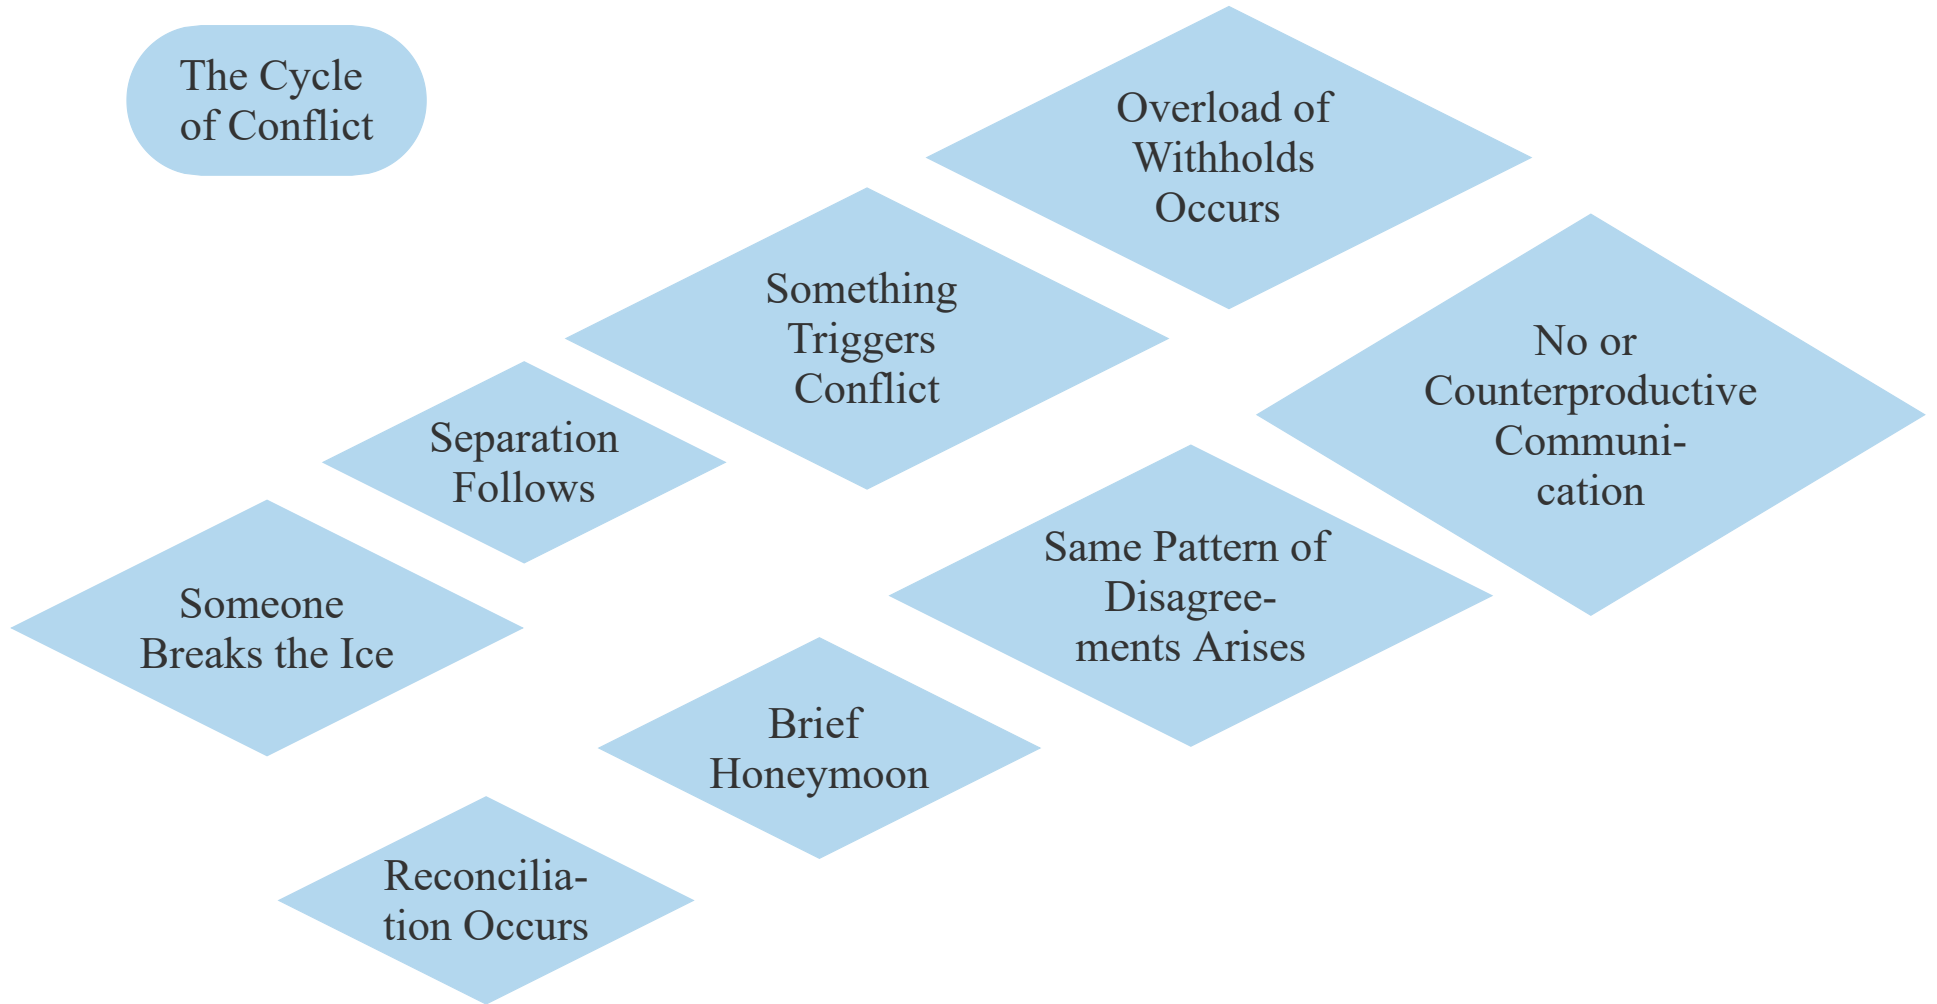 The Cycle
of Conflict
Overload of
Withholds
Occurs
Something
Triggers
Conflict
No or
Counterproductive
Communi-
cation
Separation
Follows
Same Pattern of
Disagree-
ments Arises
Someone
Breaks the Ice
Brief
Honeymoon
Reconcilia-
tion Occurs